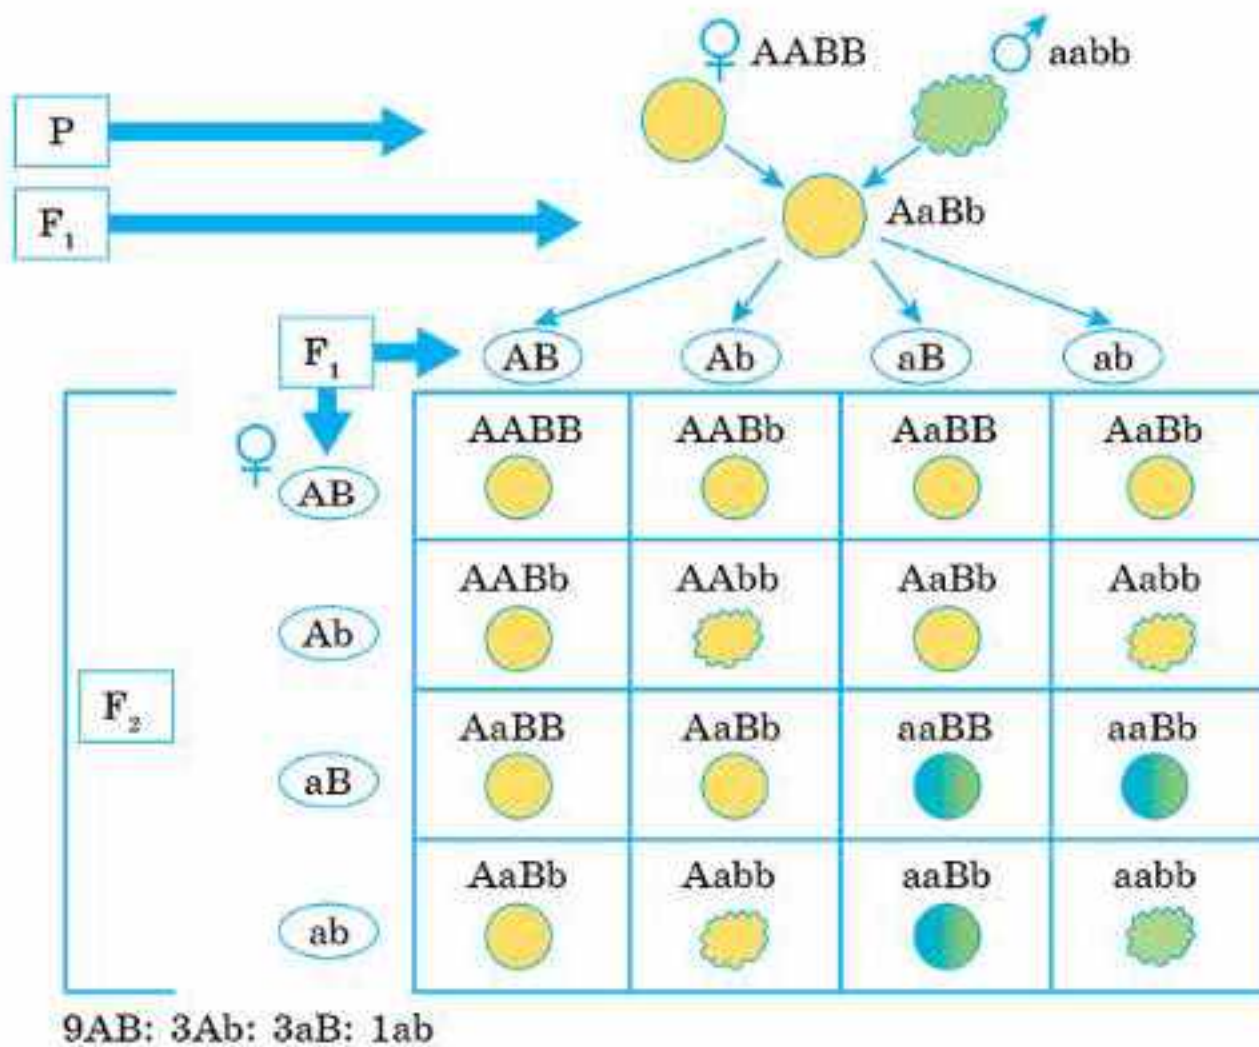 ♀ AABB ♂ aabb
P
F₁ AaBb
F₁ AB Ab aB ab
♀ AB AABB AABb AaBB AaBb
Ab AABb AAbb AaBb Aabb
F₂
aB AaBB AaBb aaBB aaBb
ab AaBb Aabb aaBb aabb
9AB: 3Ab: 3aB: 1ab